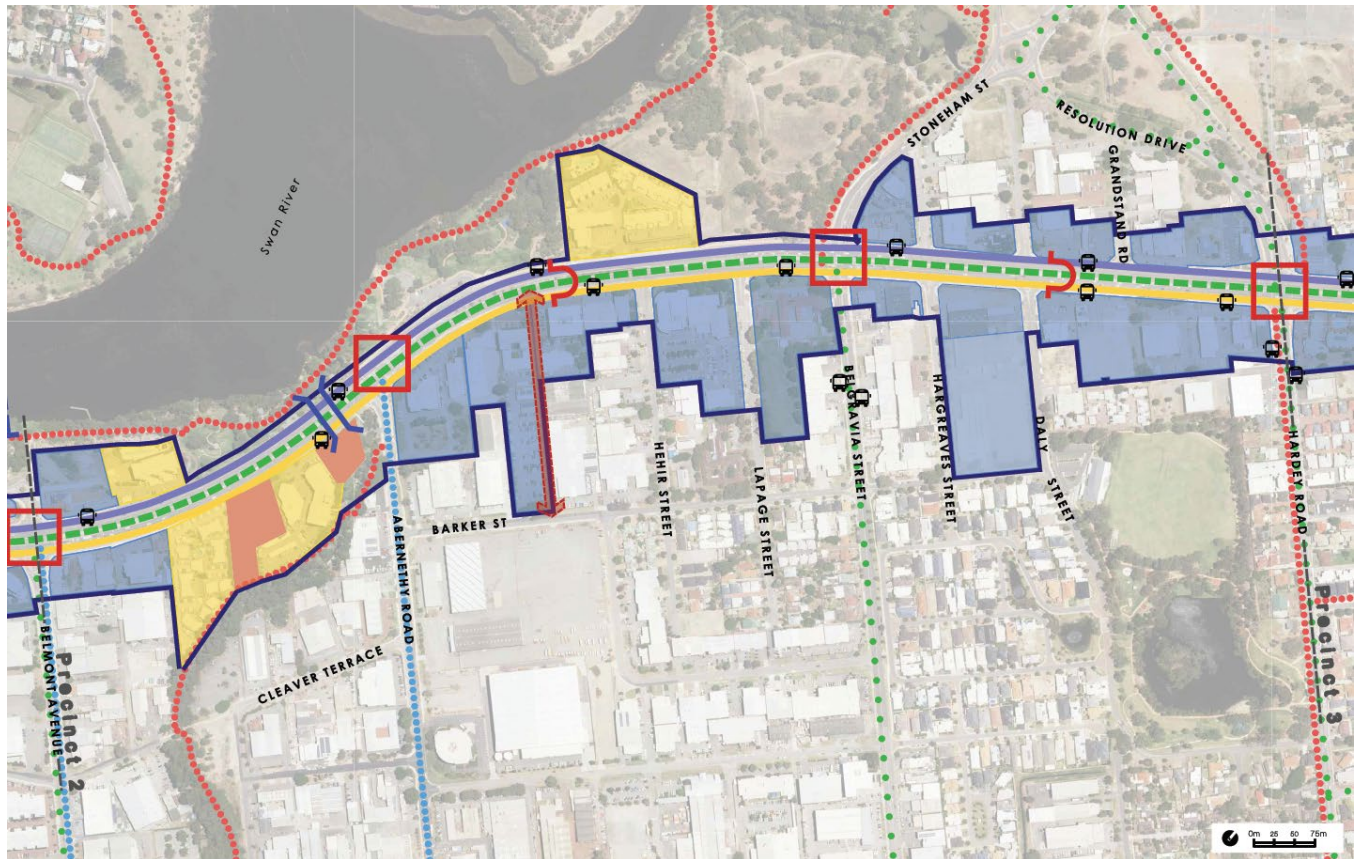 Swan River
STONEHAM ST
RESOLUTION DRIVE
GRANDSTAND RD
BELMONT AVENUE
Precinct 2
CLEAVER TERRACE
ABERNETHY ROAD
BARKER ST
HEHIR STREET
LAPAGE STREET
BELGRAVIA STREET
HARGREAVES STREET
DALY STREET
HARDEY ROAD
Precinct 3
0m 25 50 75m